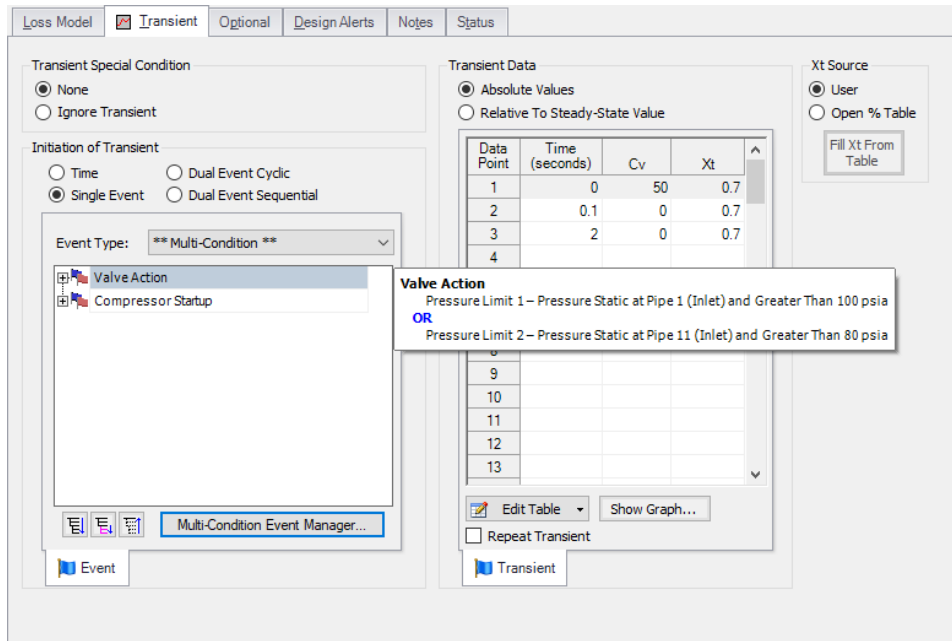 Loss Model
Transient
Optional
Design Alerts
Notes
Status
Transient Special Condition
None
Ignore Transient
Initiation of Transient
Time
Dual Event Cyclic
Single Event
Dual Event Sequential
Event Type:
** Multi-Condition **
Valve Action
Compressor Startup
Multi-Condition Event Manager...
Event
Transient Data
Absolute Values
Relative To Steady-State Value
Data Point Time (seconds) Cv Xt
1 0 50 0.7
2 0.1 0 0.7
3 2 0 0.7
4
Valve Action
Pressure Limit 1 – Pressure Static at Pipe 1 (Inlet) and Greater Than 100 psia
OR
Pressure Limit 2 – Pressure Static at Pipe 11 (Inlet) and Greater Than 80 psia
9
10
11
12
13
Edit Table
Show Graph...
Repeat Transient
Transient
Xt Source
User
Open % Table
Fill Xt From
Table